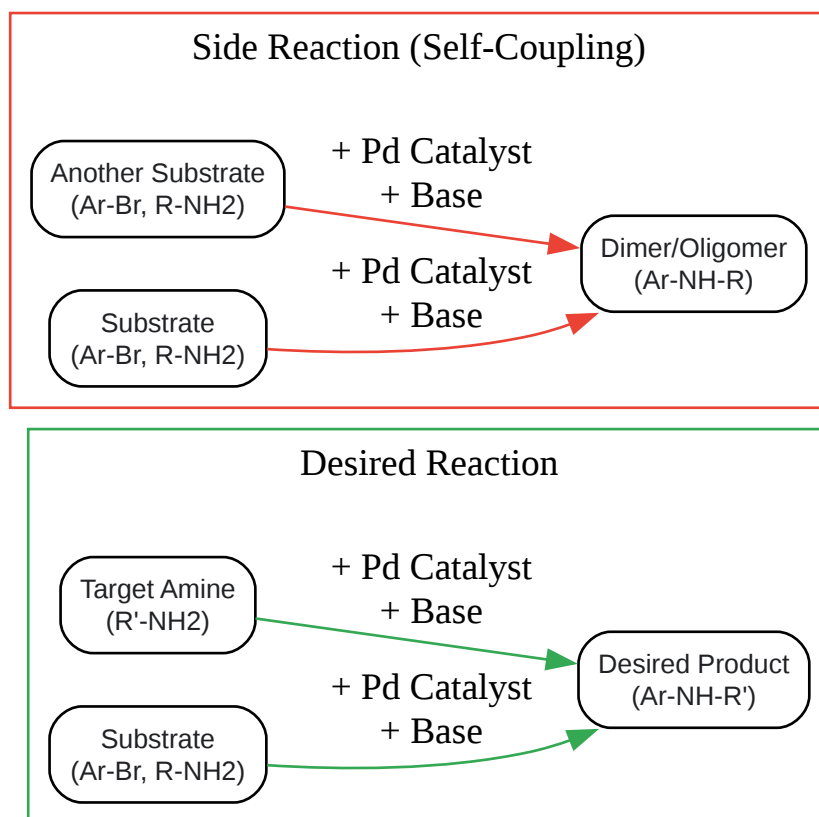 Side Reaction (Self-Coupling)
+ Pd Catalyst
+ Base
Another Substrate
(Ar-Br, R-NH2)
Dimer/Oligomer
(Ar-NH-R)
+ Pd Catalyst
+ Base
Substrate
(Ar-Br, R-NH2)
Desired Reaction
+ Pd Catalyst
+ Base
Target Amine
(R'-NH2)
Desired Product
(Ar-NH-R')
+ Pd Catalyst
+ Base
Substrate
(Ar-Br, R-NH2)